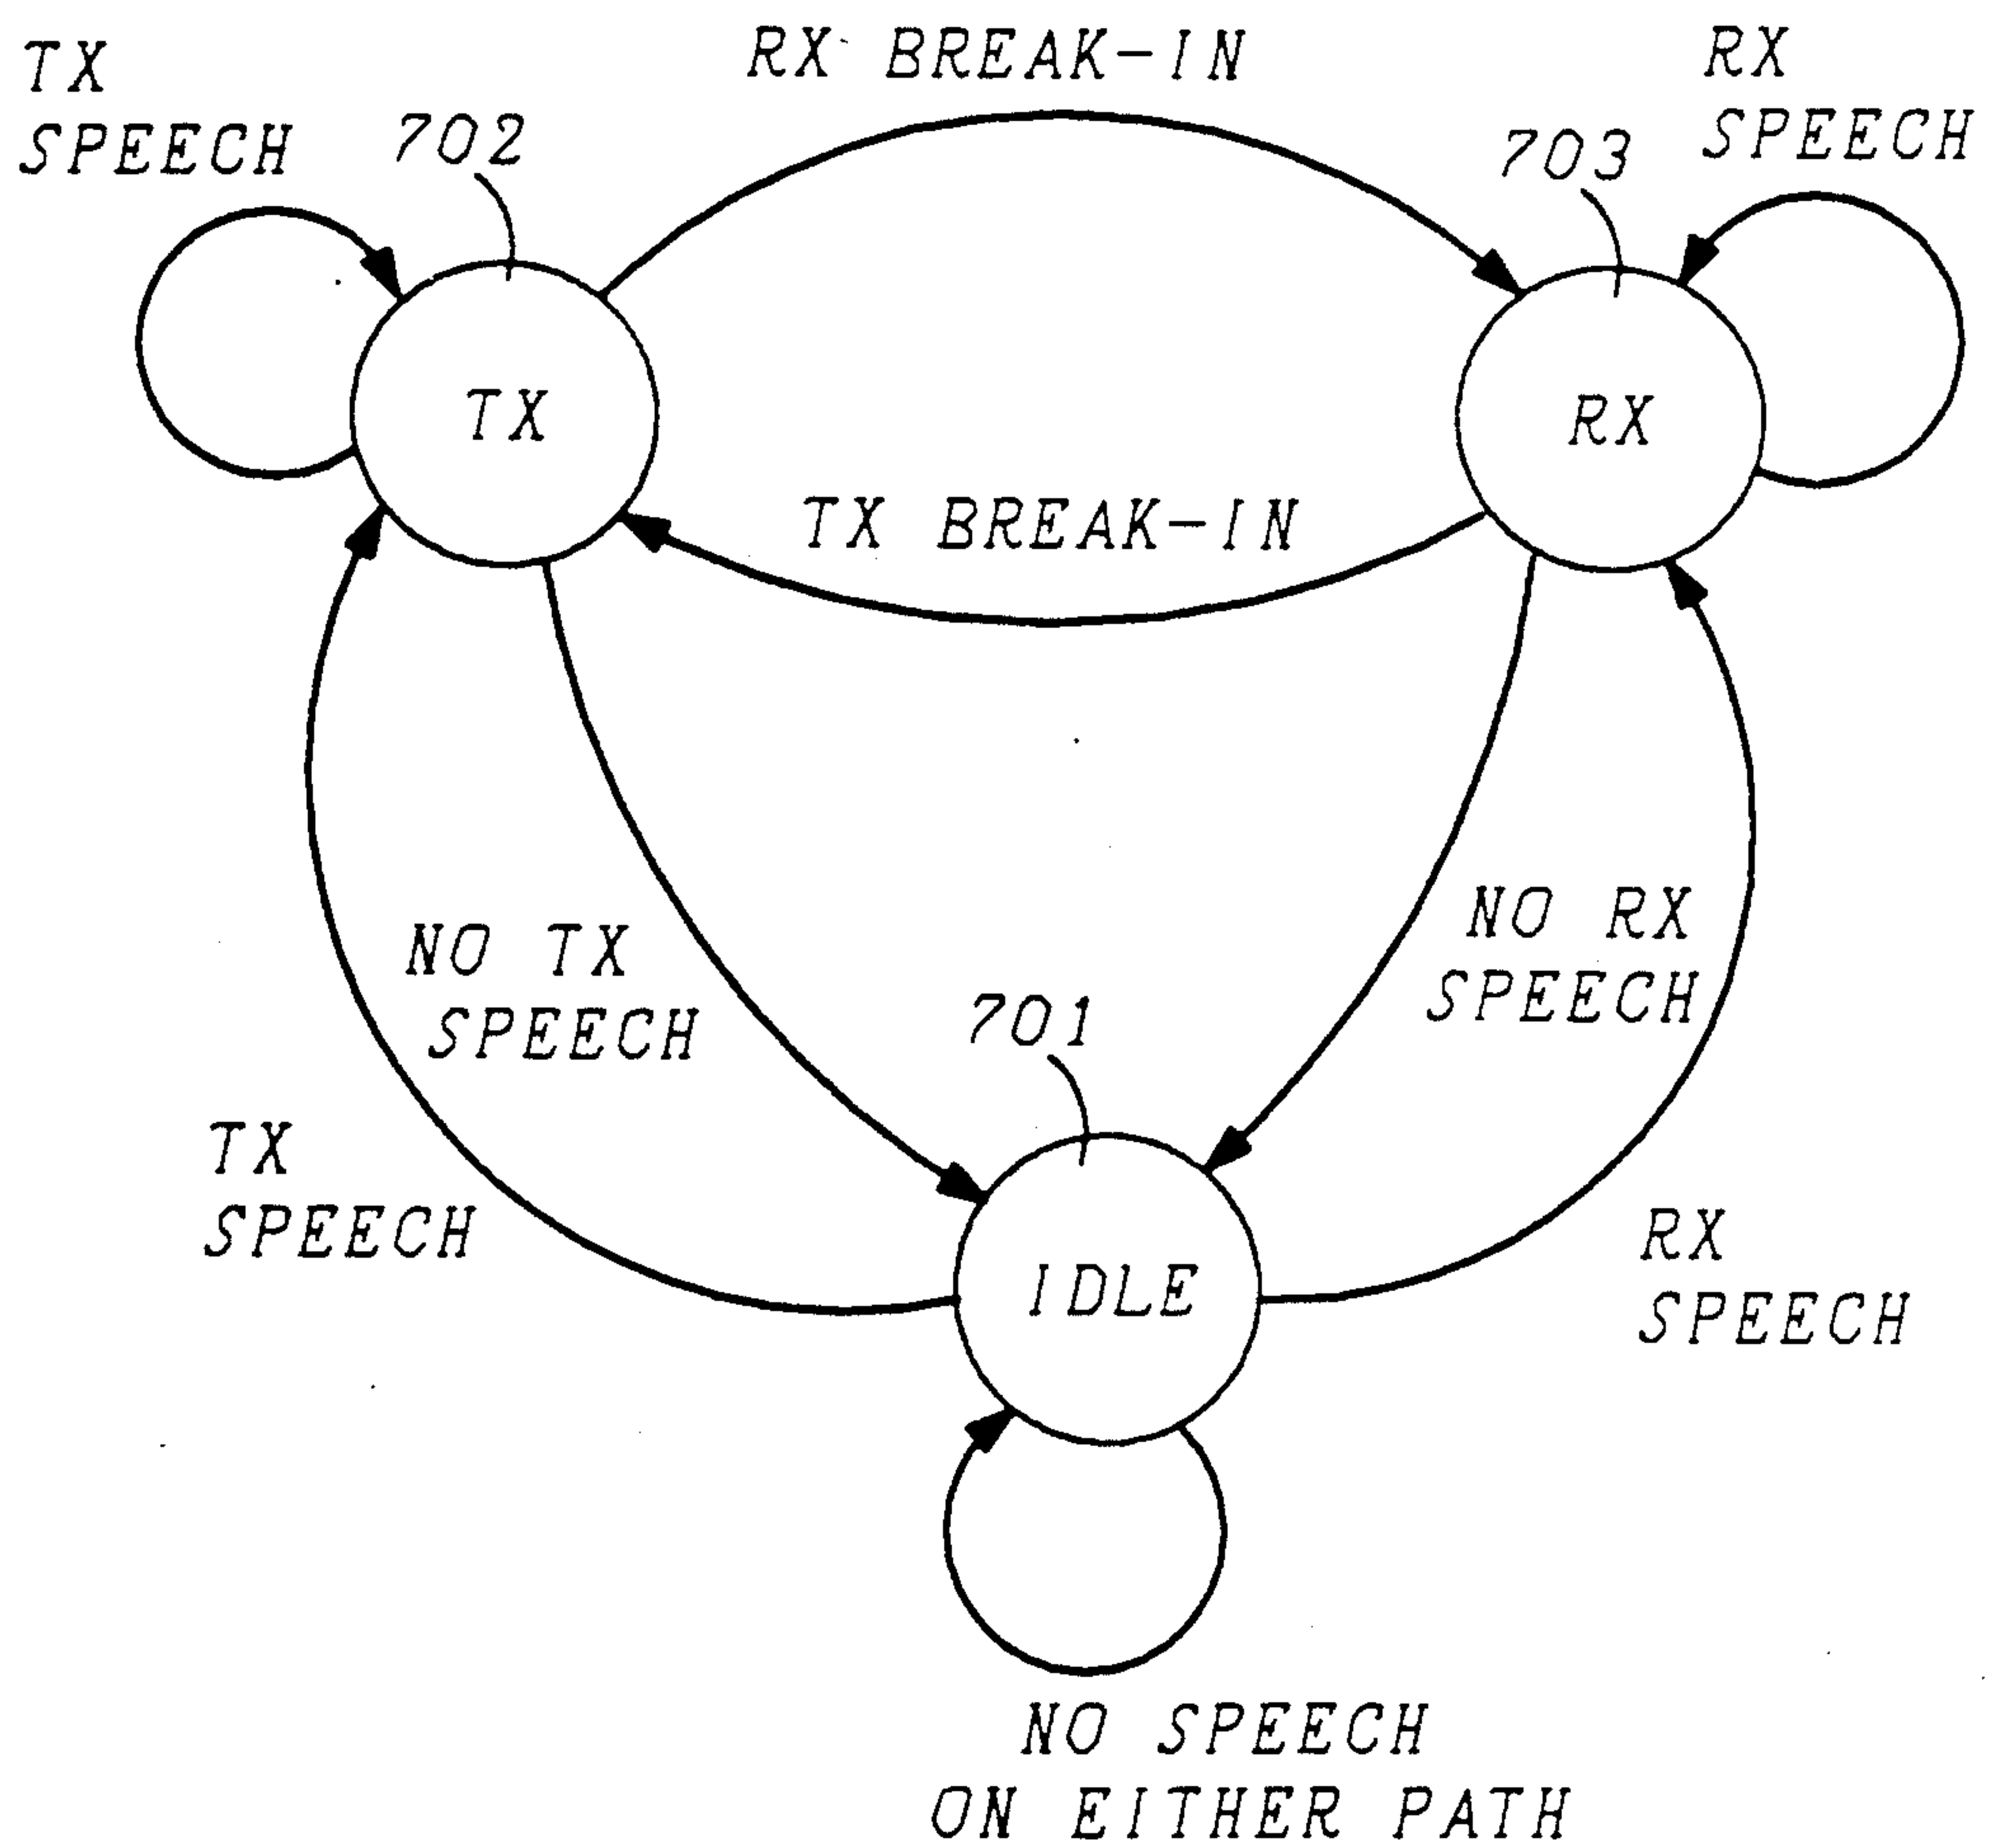 RX BREAK-IN
TX
SPEECH
702
RX
SPEECH
703
TX
RX
TX BREAK-IN
NO TX
SPEECH
NO RX
SPEECH
701
TX
SPEECH
IDLE
RX
SPEECH
NO SPEECH
ON EITHER PATH